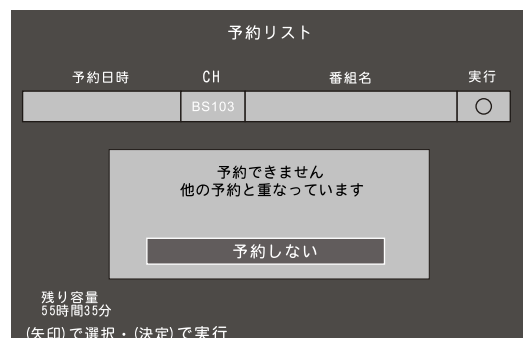 予約リスト
予約日時 CH 番組名 実行
BS103 ○
予約できません
他の予約と重なっています
予約しない
残り容量
55時間35分
(矢印)で選択・(決定)で実行